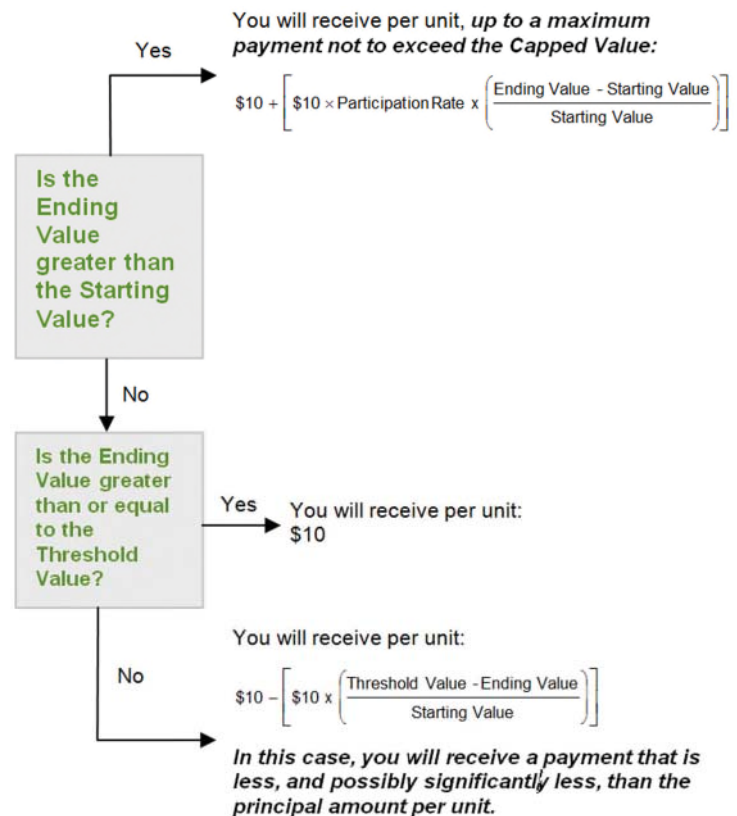 You will receive per unit, up to a maximum
payment not to exceed the Capped Value:
Yes
$10 + [ $10 × Participation Rate x ( Ending Value - Starting Value / Starting Value ) ]
Is the
Ending
Value
greater than
the Starting
Value?
No
Is the Ending
Value greater
than or equal
to the
Threshold
Value?
Yes
You will receive per unit:
$10
No
You will receive per unit:
$10 – [ $10 x ( Threshold Value - Ending Value / Starting Value ) ]
In this case, you will receive a payment that is
less, and possibly significantly less, than the
principal amount per unit.